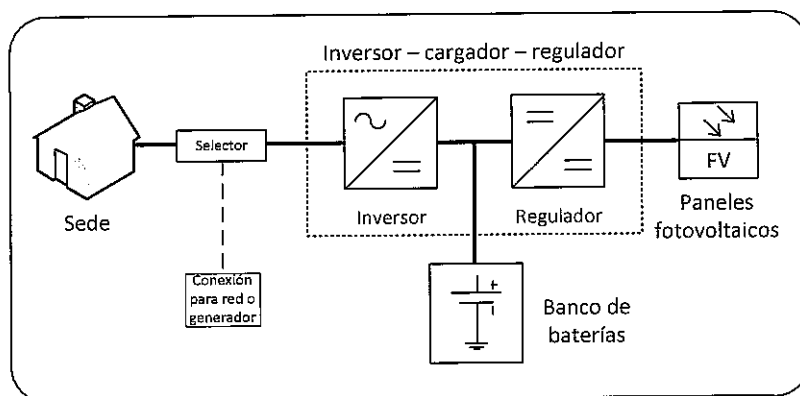 Inversor – cargador – regulador
Selector
FV
Sede
Inversor
Regulador
Paneles
fotovoltaicos
Conexión
para red o
generador
Banco de
baterías